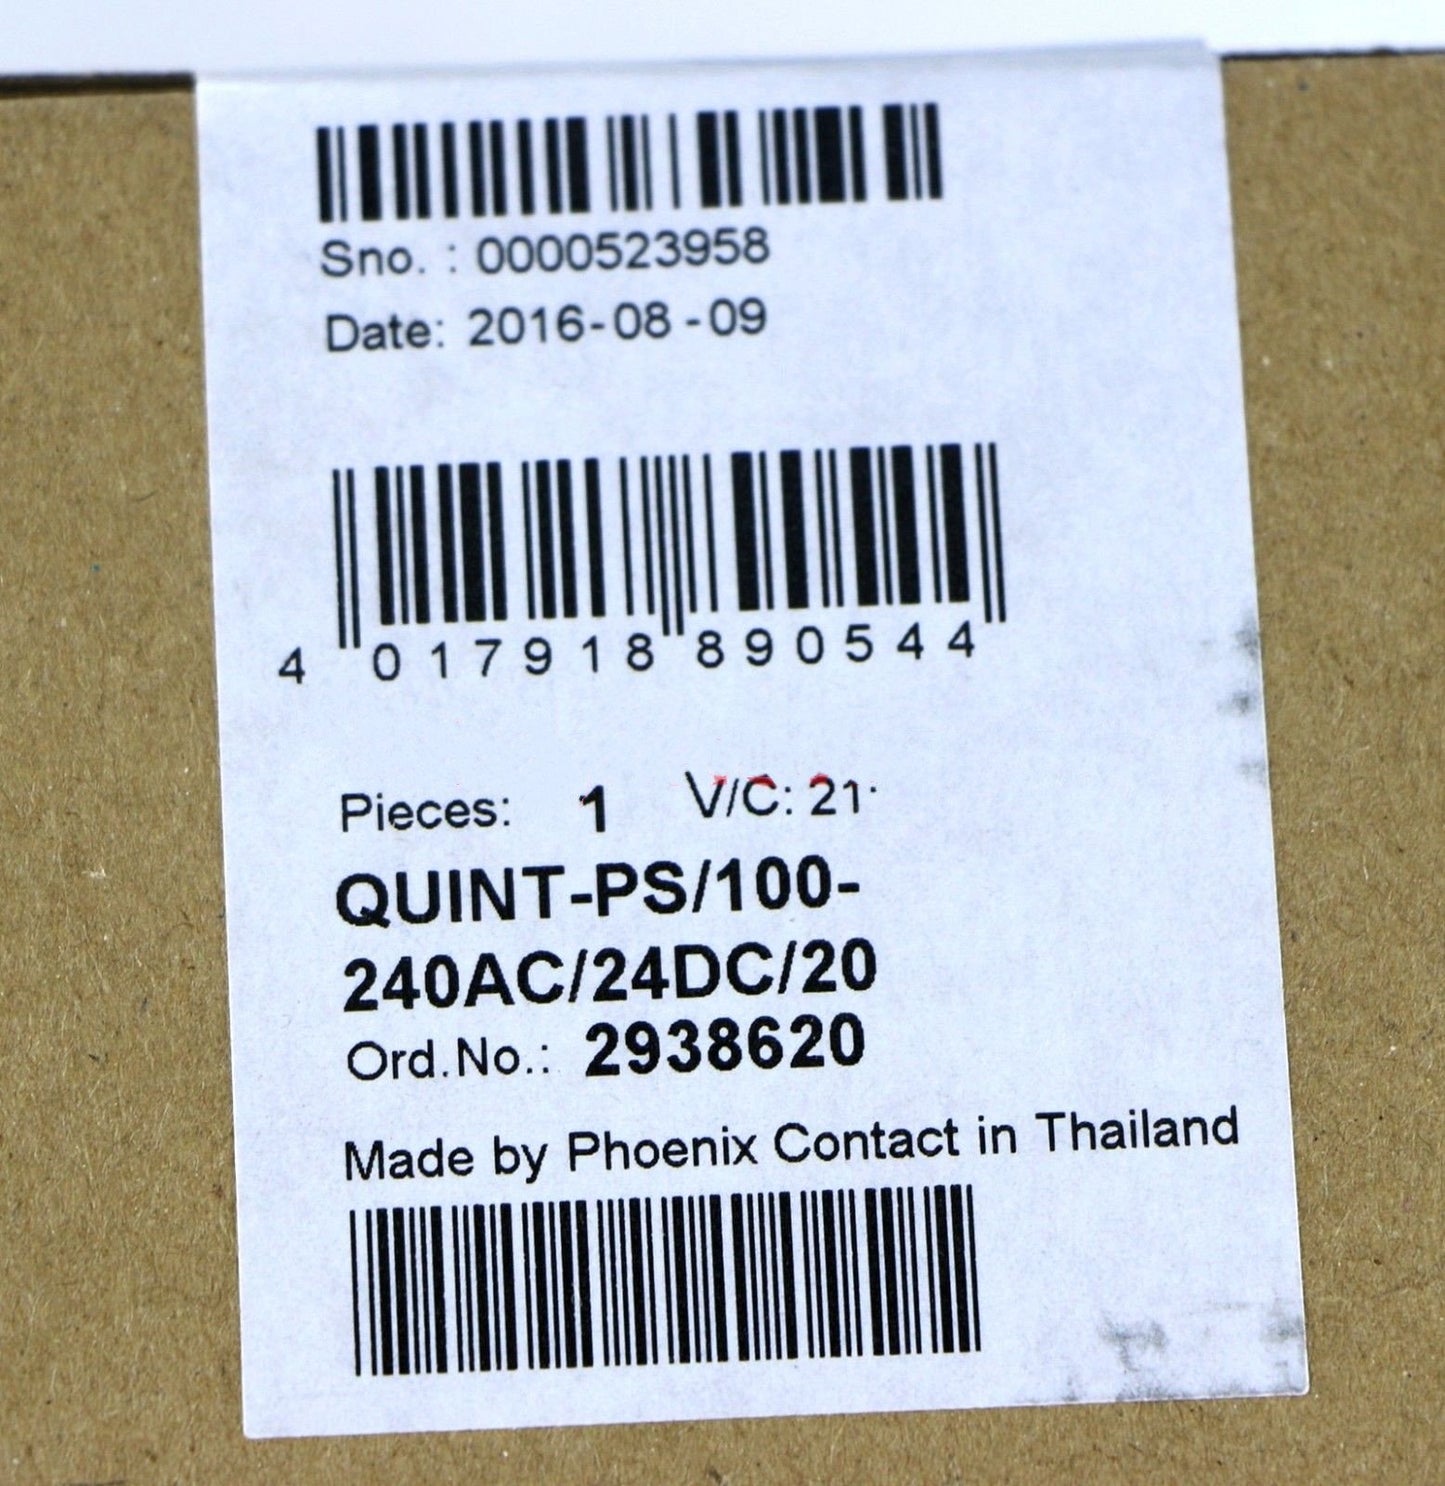 Sno. : 0000523958
Date: 2016-08-09
4 017918 890544
Pieces: 1 V/C: 21
QUINT-PS/100-
240AC/24DC/20
Ord.No.: 2938620
Made by Phoenix Contact in Thailand